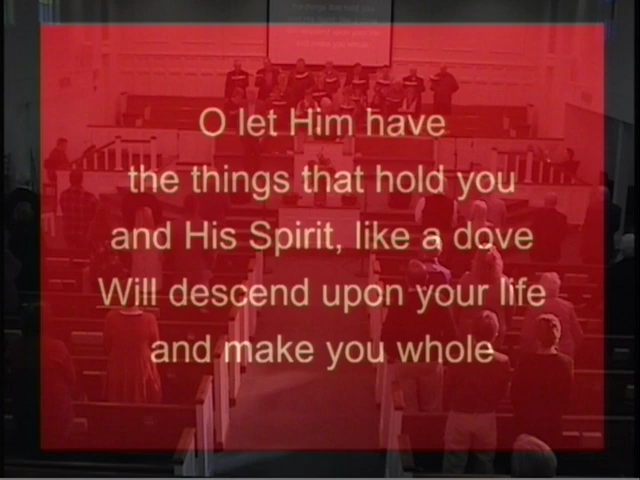 O let Him have
the things that hold you
and His Spirit, like a dove
Will descend upon your life
and make you whole